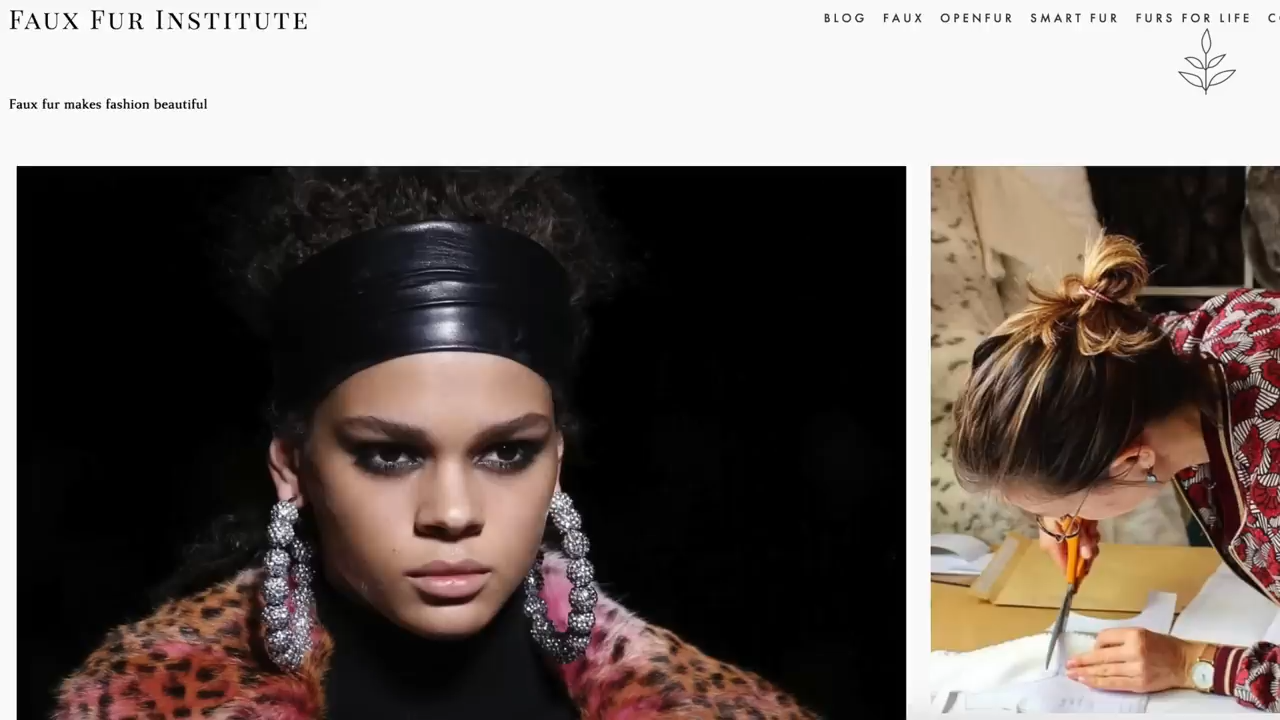 FAUX FUR INSTITUTE
BLOG FAUX OPENFUR SMART FUR FURS FOR LIFE
Faux fur makes fashion beautiful